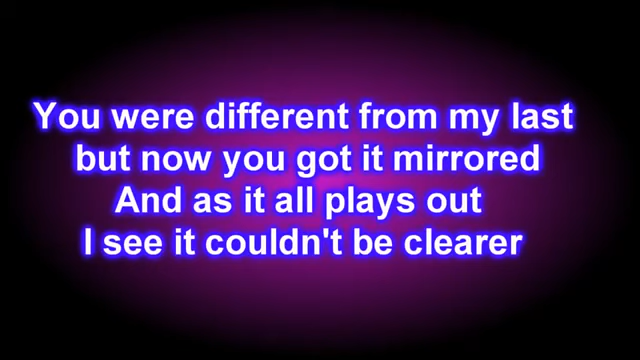 You were different from my last
but now you got it mirrored
And as it all plays out
I see it couldn't be clearer